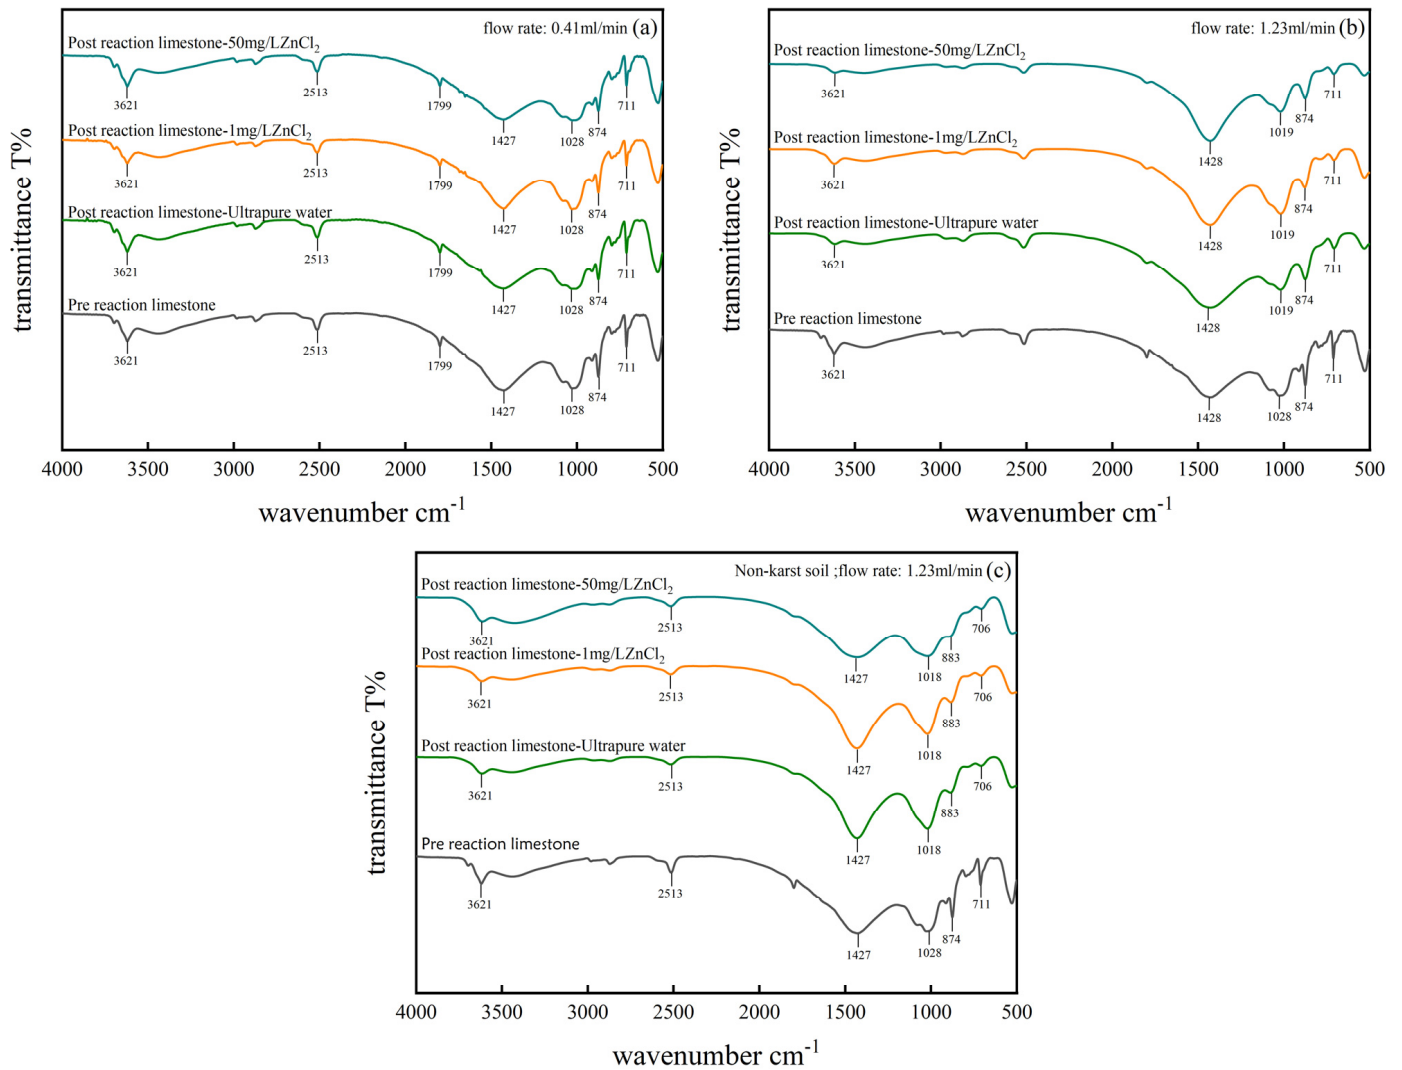 flow rate: 0.41ml/min (a)
Post reaction limestone-50mg/LZnCl2
3621 2513 1799 1427 1028 874 711
Post reaction limestone-1mg/LZnCl2
3621 2513 1799 1427 1028 874 711
Post reaction limestone-Ultrapure water
3621 2513 1799 1427 1028 874 711
Pre reaction limestone
3621 2513 1799 1427 1028 874 711
transmittance T%
4000 3500 3000 2500 2000 1500 1000 500
wavenumber cm-1
flow rate: 1.23ml/min (b)
Post reaction limestone-50mg/LZnCl2
3621 1428 1019 874 711
Post reaction limestone-1mg/LZnCl2
3621 1428 1019 874 711
Post reaction limestone-Ultrapure water
3621 1428 1019 874 711
Pre reaction limestone
3621 1428 1028 874 711
transmittance T%
4000 3500 3000 2500 2000 1500 1000 500
wavenumber cm-1
Non-karst soil ;flow rate: 1.23ml/min (c)
Post reaction limestone-50mg/LZnCl2
3621 2513 1427 1018 883 706
Post reaction limestone-1mg/LZnCl2
3621 2513 1427 1018 883 706
Post reaction limestone-Ultrapure water
3621 2513 1427 1018 883 706
Pre reaction limestone
3621 2513 1427 1028 874 711
transmittance T%
4000 3500 3000 2500 2000 1500 1000 500
wavenumber cm-1